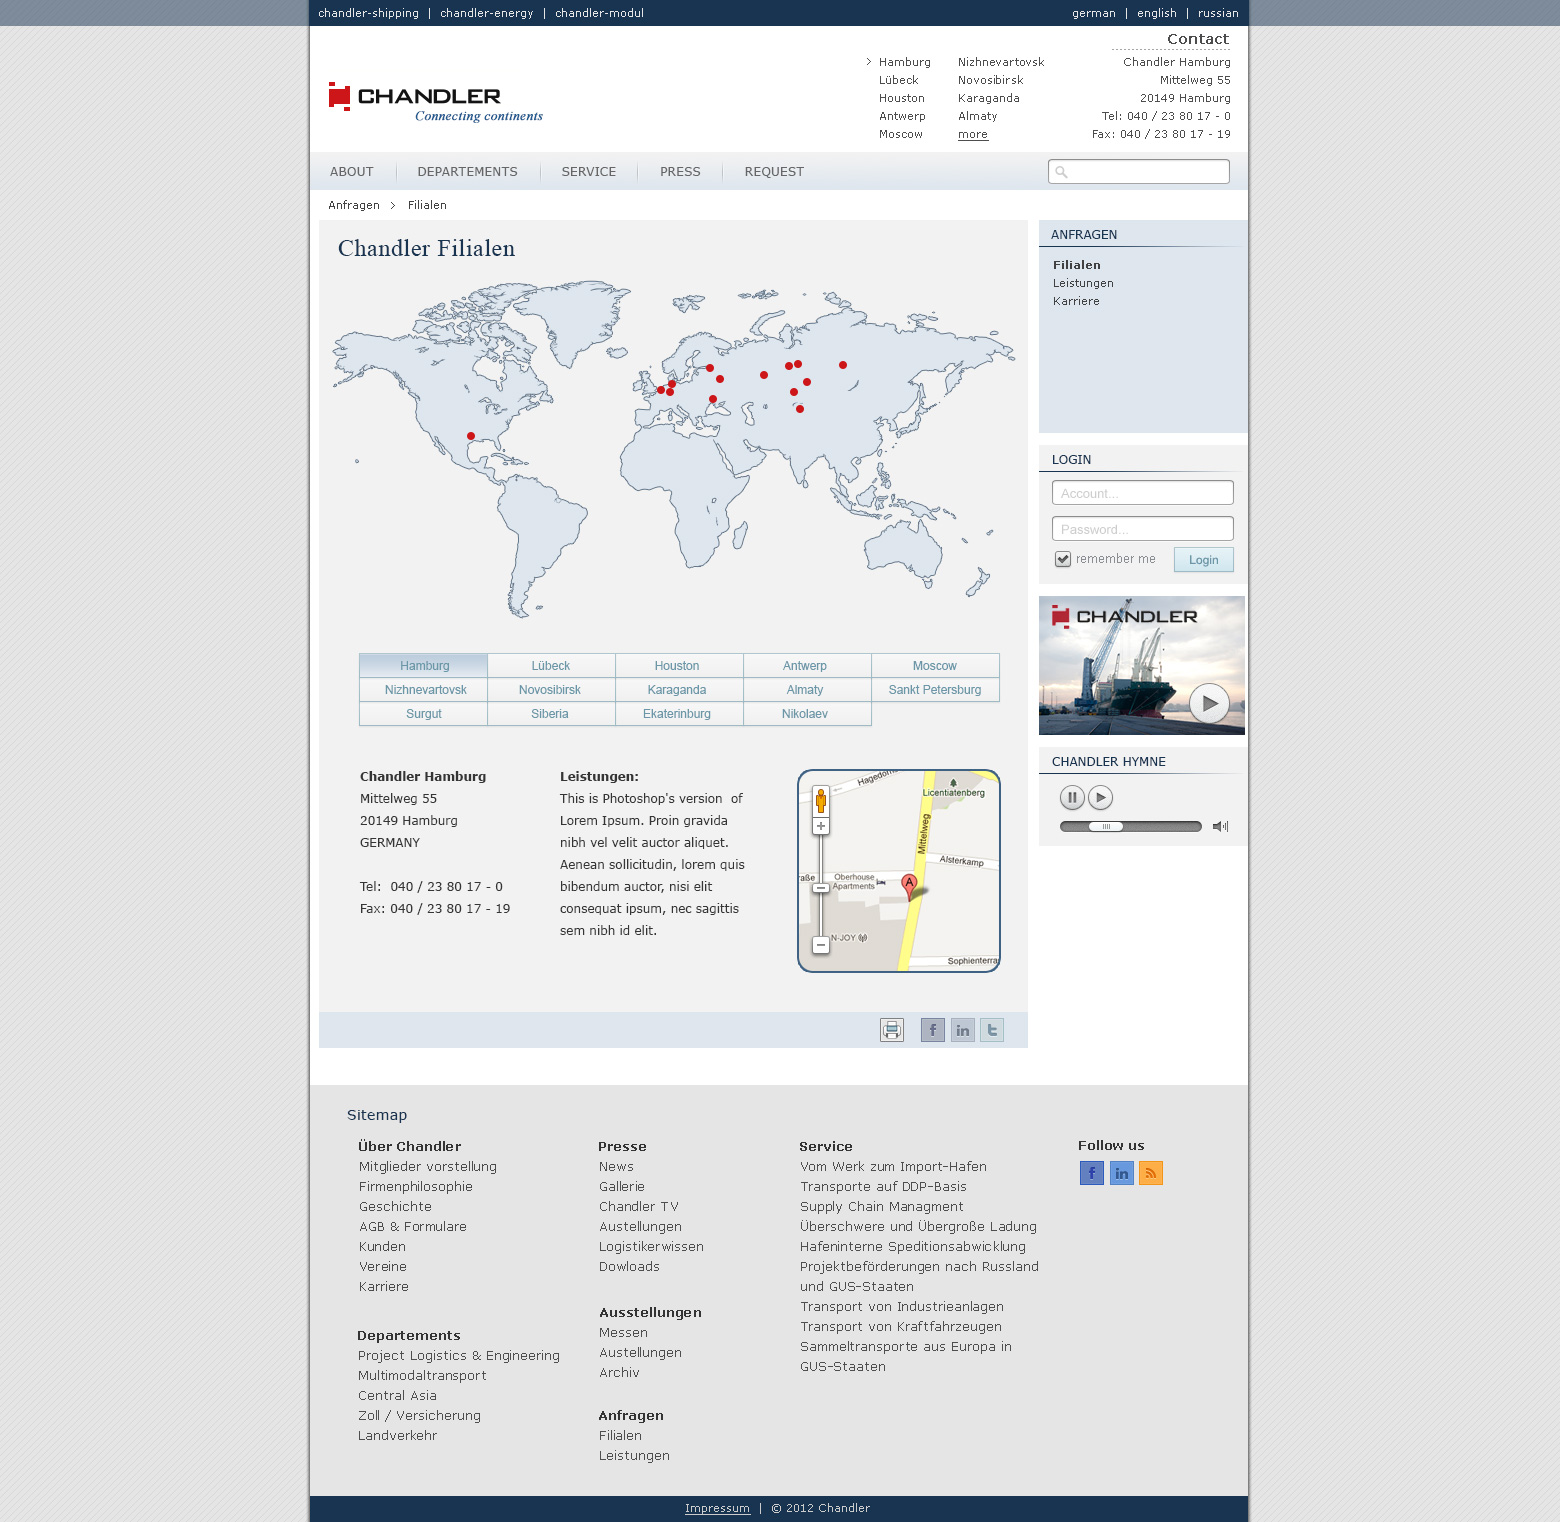 chandler-shipping | chandler-energy | chandler-modul
german | english | russian
CHANDLER
Connecting continents
> Hamburg
Lübeck
Houston
Antwerp
Moscow
Nizhnevartovsk
Novosibirsk
Karaganda
Almaty
more
Contact
Chandler Hamburg
Mittelweg 55
20149 Hamburg
Tel: 040 / 23 80 17 - 0
Fax: 040 / 23 80 17 - 19
ABOUT DEPARTEMENTS SERVICE PRESS REQUEST
Anfragen > Filialen
Chandler Filialen
Hamburg Lübeck Houston Antwerp Moscow
Nizhnevartovsk Novosibirsk Karaganda Almaty Sankt Petersburg
Surgut Siberia Ekaterinburg Nikolaev
Chandler Hamburg
Mittelweg 55
20149 Hamburg
GERMANY
Tel: 040 / 23 80 17 - 0
Fax: 040 / 23 80 17 - 19
Leistungen:
This is Photoshop's version of
Lorem Ipsum. Proin gravida
nibh vel velit auctor aliquet.
Aenean sollicitudin, lorem quis
bibendum auctor, nisi elit
consequat ipsum, nec sagittis
sem nibh id elit.
Hagedorn
Licentiatenberg
Mittelweg
Alsterkamp
raße
Oberhouse
Apartments
A
N-JOY
Sophienterra
ANFRAGEN
Filialen
Leistungen
Karriere
LOGIN
Account...
Password...
remember me
Login
CHANDLER
CHANDLER HYMNE
f in t
Sitemap
Über Chandler
Mitglieder vorstellung
Firmenphilosophie
Geschichte
AGB & Formulare
Kunden
Vereine
Karriere
Departements
Project Logistics & Engineering
Multimodaltransport
Central Asia
Zoll / Versicherung
Landverkehr
Presse
News
Gallerie
Chandler TV
Austellungen
Logistikerwissen
Dowloads
Ausstellungen
Messen
Austellungen
Archiv
Anfragen
Filialen
Leistungen
Service
Vom Werk zum Import-Hafen
Transporte auf DDP-Basis
Supply Chain Managment
Überschwere und Übergroße Ladung
Hafeninterne Speditionsabwicklung
Projektbeförderungen nach Russland
und GUS-Staaten
Transport von Industrieanlagen
Transport von Kraftfahrzeugen
Sammeltransporte aus Europa in
GUS-Staaten
Follow us
f in
Impressum | © 2012 Chandler